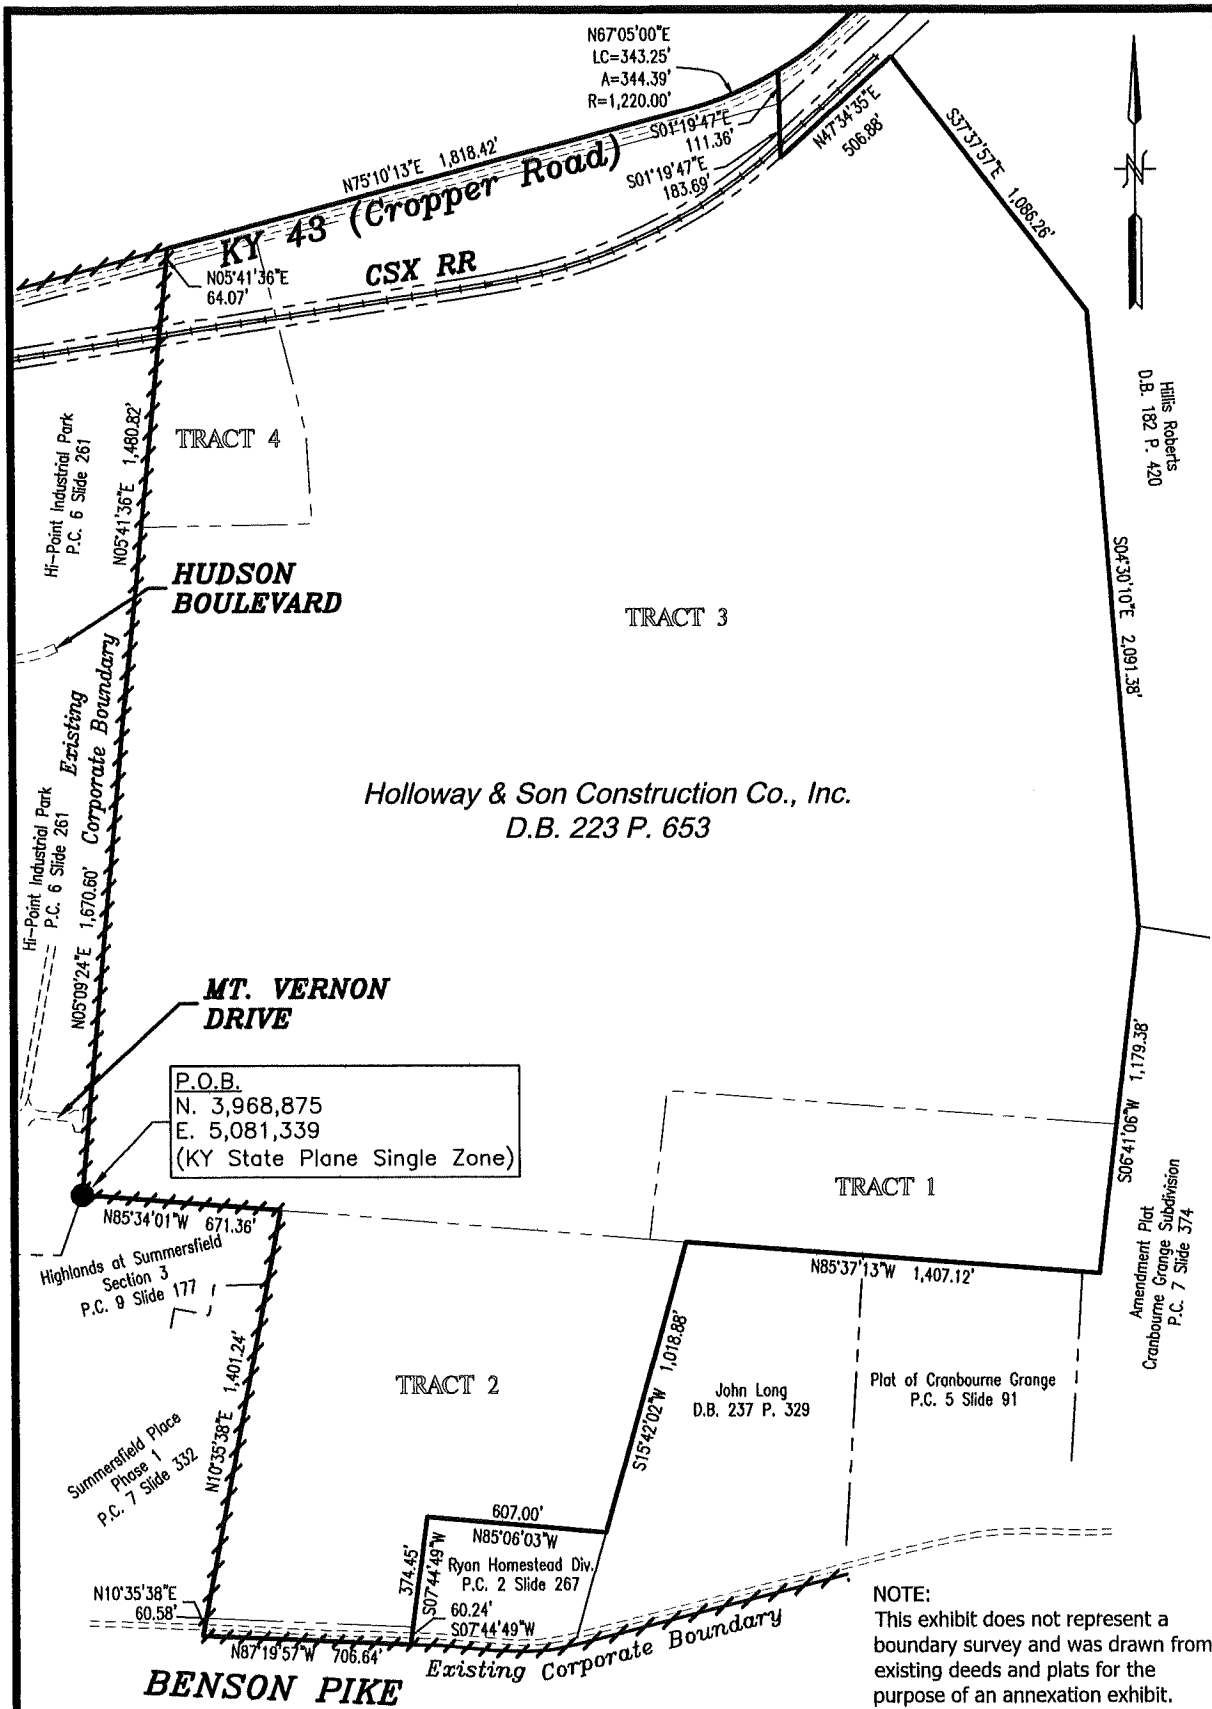 N67°05'00"E
LC=343.25'
A=344.39'
R=1,220.00'
S01°19'47"E
111.36'
S01°19'47"E
183.69'
N47°34'35"E
506.88'
S37°37'57"E 1,086.26'
N75°10'13"E 1,818.42'
KY 43 (Cropper Road)
CSX RR
N05°41'36"E
64.07'
N
Hillis Roberts
D.B. 182 P. 420
TRACT 4
Hi-Point Industrial Park
P.C. 6 Slide 261
N05°41'36"E 1,480.82'
HUDSON
BOULEVARD
TRACT 3
S04°30'10"E 2,091.38'
Existing
Corporate Boundary
Holloway & Son Construction Co., Inc.
D.B. 223 P. 653
Hi-Point Industrial Park
P.C. 6 Slide 261
N05°09'24"E 1,670.60'
MT. VERNON
DRIVE
P.O.B.
N. 3,968,875
E. 5,081,339
(KY State Plane Single Zone)
S06°41'06"W 1,179.38'
TRACT 1
N85°34'01"W 671.36'
Highlands at Summersfield
Section 3
P.C. 9 Slide 177
N85°37'13"W 1,407.12'
Amendment Plat
Cranbourne Grange Subdivision
P.C. 7 Slide 374
N10°35'38"E 1,401.24'
TRACT 2
S15°42'02"W 1,018.88'
John Long
D.B. 237 P. 329
Plat of Cranbourne Grange
P.C. 5 Slide 91
Summersfield Place
Phase 1
P.C. 7 Slide 332
607.00'
N85°06'03"W
374.45'
S07°44'49"W
Ryan Homestead Div.
P.C. 2 Slide 267
60.24'
S07°44'49"W
N10°35'38"E
60.58'
N87°19'57"W 706.64'
Existing Corporate Boundary
BENSON PIKE
NOTE:
This exhibit does not represent a
boundary survey and was drawn from
existing deeds and plats for the
purpose of an annexation exhibit.